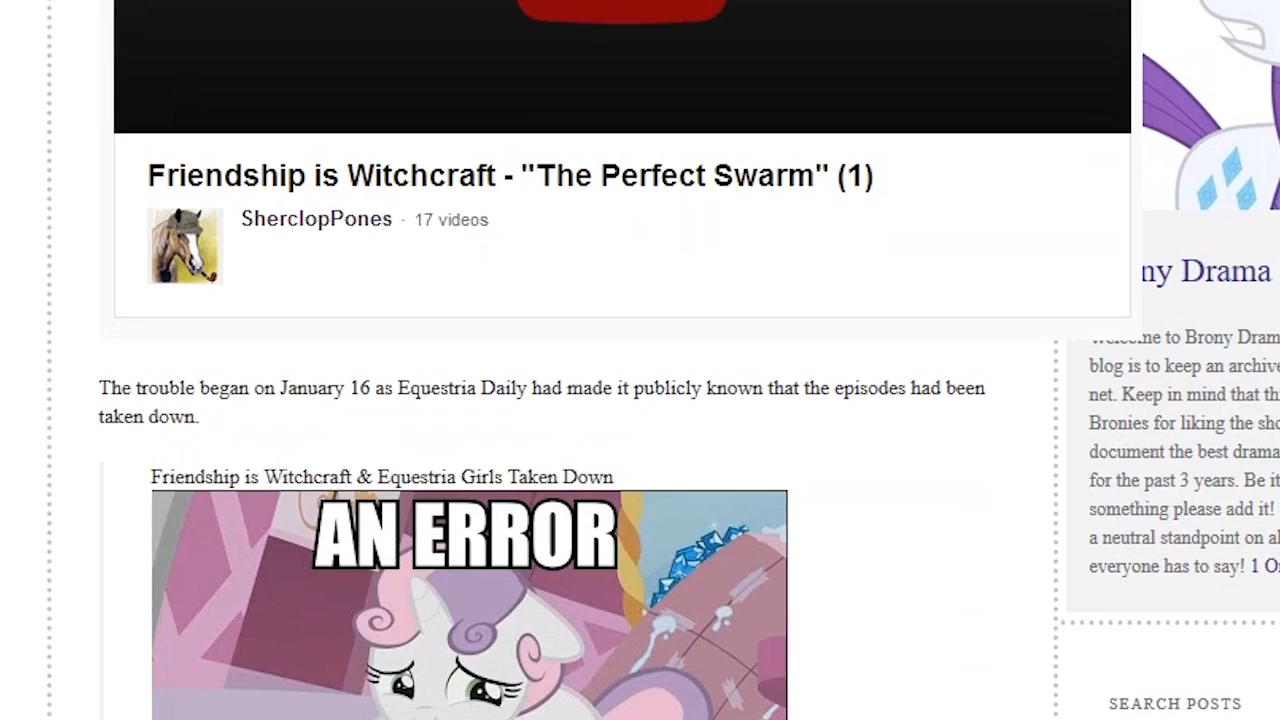 Friendship is Witchcraft - "The Perfect Swarm" (1)
SherclopPones · 17 videos
The trouble began on January 16 as Equestria Daily had made it publicly known that the episodes had been
taken down.
Friendship is Witchcraft & Equestria Girls Taken Down
AN ERROR
ny Drama
welcome to Brony Dram
blog is to keep an archive
net. Keep in mind that th
Bronies for liking the sho
document the best drama
for the past 3 years. Be it
something please add it!
a neutral standpoint on al
everyone has to say! 1 O
SEARCH POSTS